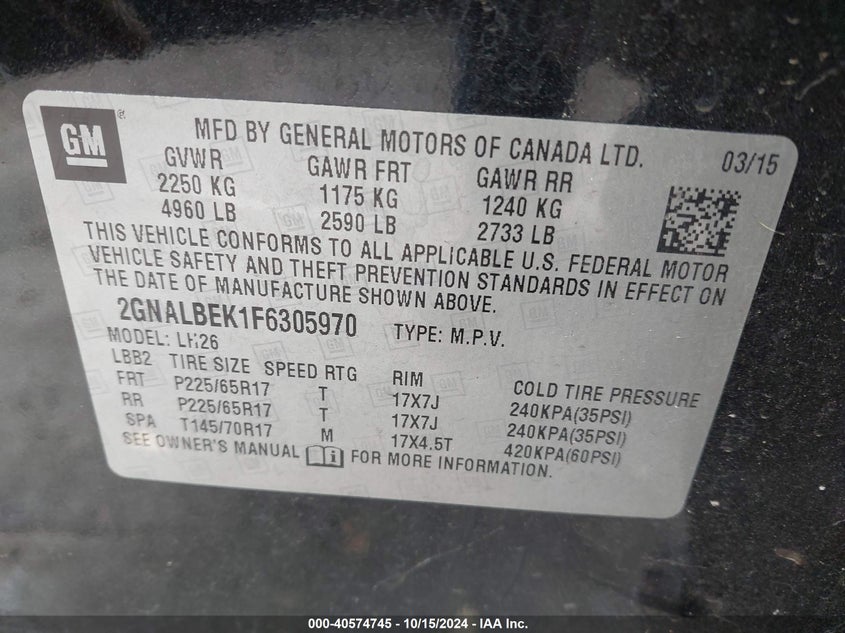 GM
MFD BY GENERAL MOTORS OF CANADA LTD. 03/15
GVWR GAWR FRT GAWR RR
2250 KG 1175 KG 1240 KG
4960 LB 2590 LB 2733 LB
THIS VEHICLE CONFORMS TO ALL APPLICABLE U.S. FEDERAL MOTOR
VEHICLE SAFETY AND THEFT PREVENTION STANDARDS IN EFFECT ON
THE DATE OF MANUFACTURE SHOWN ABOVE.
2GNALBEK1F6305970 TYPE: M.P.V.
MODEL:
LBB2 TIRE SIZE SPEED RTG RIM COLD TIRE PRESSURE
FRT P225/65R17 T 17X7J 240KPA(35PSI)
RR P225/65R17 T 17X7J 240KPA(35PSI)
SPA T145/70R17 M 17X4.5T 420KPA(60PSI)
SEE OWNER'S MANUAL i FOR MORE INFORMATION.
000-40574745 - 10/15/2024 - IAA Inc.